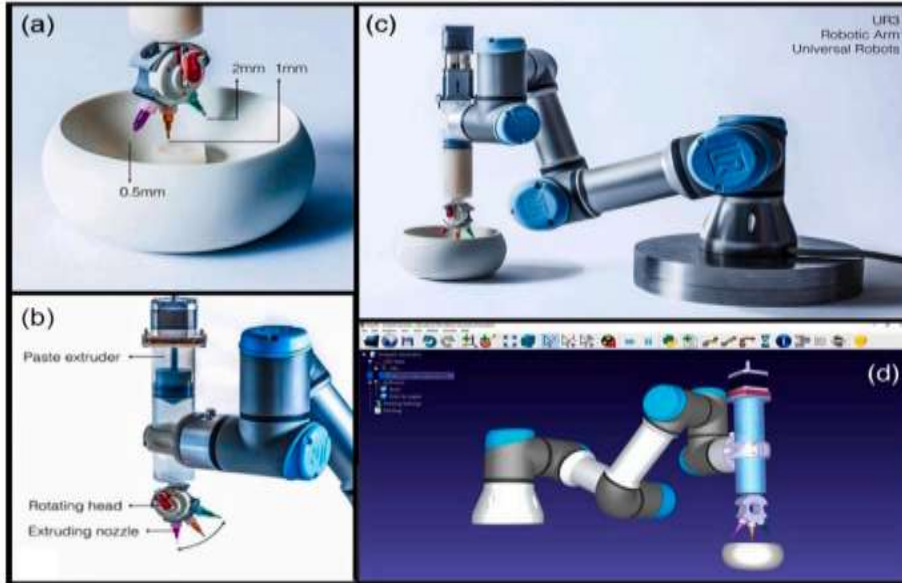 (a)
2mm
1mm
0.5mm
(b)
Paste extruder
Rotating head
Extruding nozzle
(c)
UR3
Robotic Arm
Universal Robots
(d)